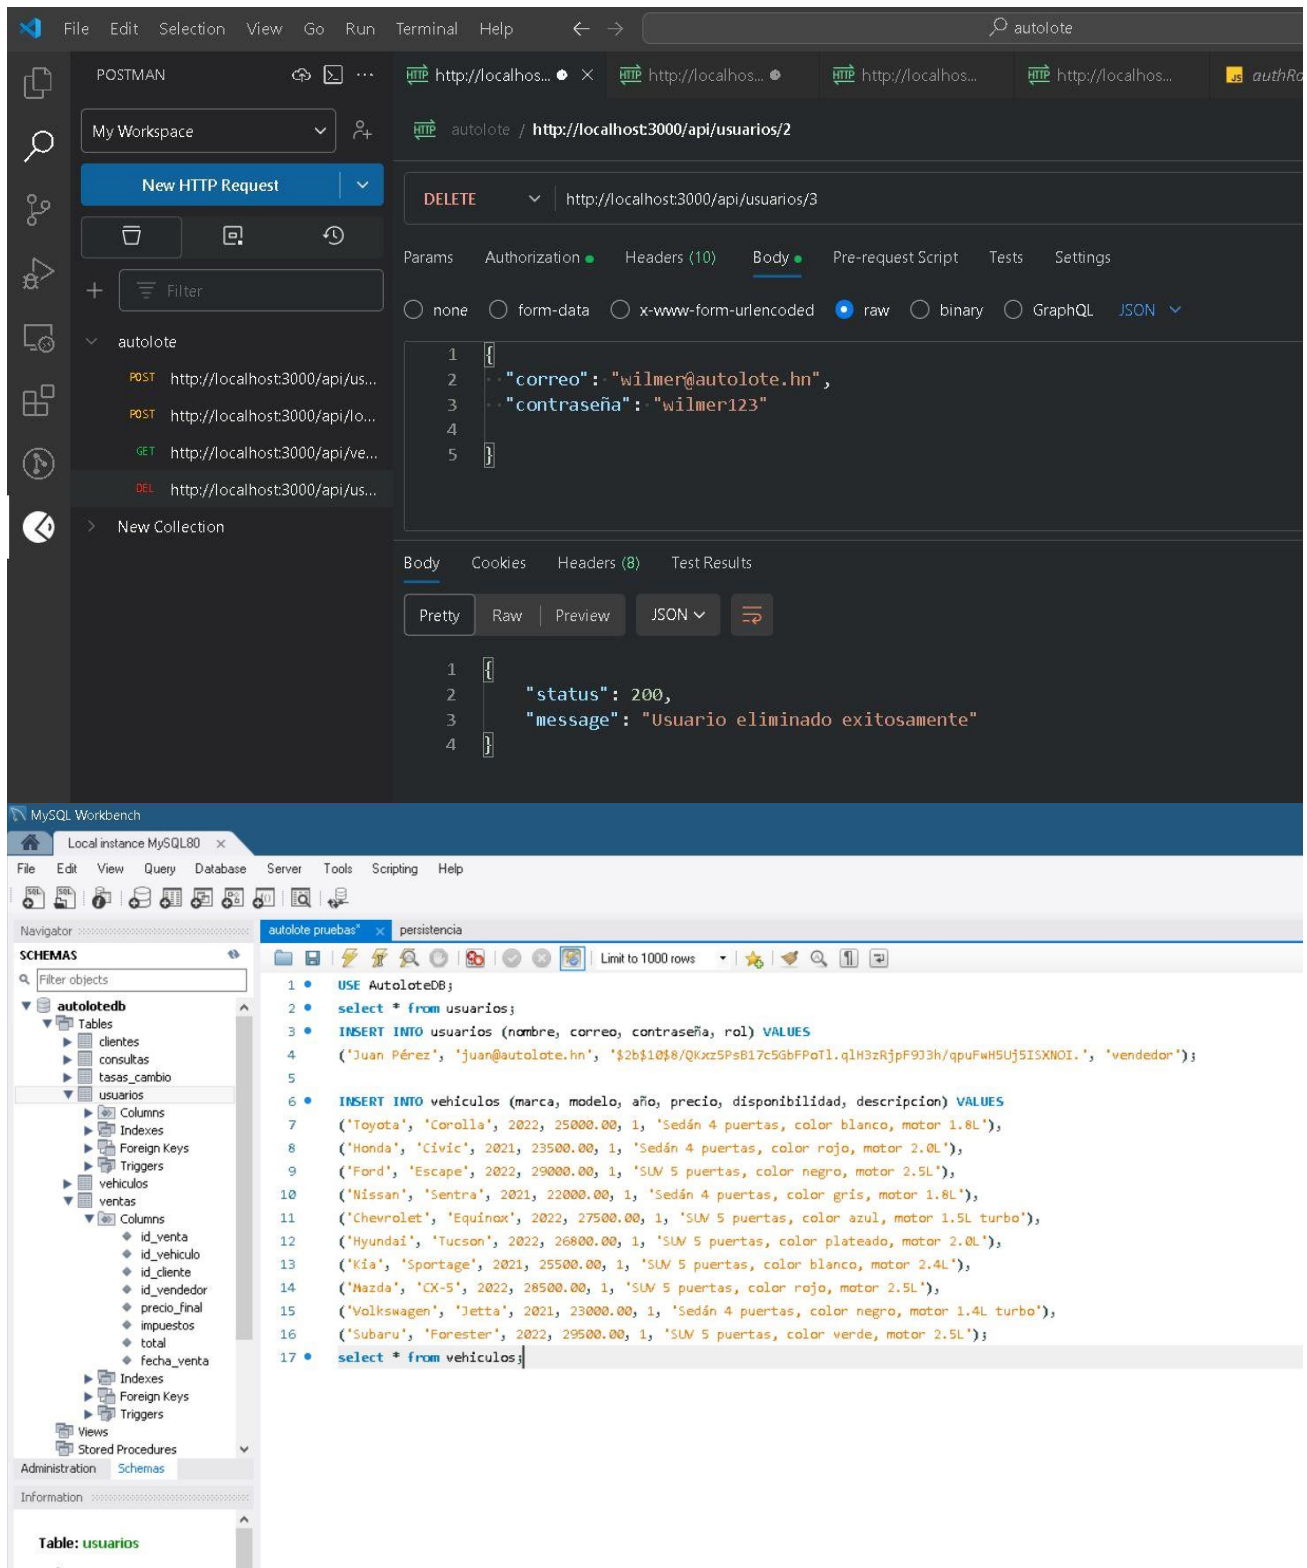 File Edit Selection View Go Run Terminal Help autolote
POSTMAN
HTTP http://localhos...
HTTP http://localhos...
HTTP http://localhos...
HTTP http://localhos...
JS authRo
My Workspace
HTTP autolote / http://localhost:3000/api/usuarios/2
New HTTP Request
DELETE http://localhost:3000/api/usuarios/3
Params Authorization Headers (10) Body Pre-request Script Tests Settings
Filter
none form-data x-www-form-urlencoded raw binary GraphQL JSON
autolote
POST http://localhost:3000/api/us...
POST http://localhost:3000/api/lo...
GET http://localhost:3000/api/ve...
DEL http://localhost:3000/api/us...
New Collection
1 {
2 "correo": "wilmer@autolote.hn",
3 "contraseña": "wilmer123"
4
5 }
Body Cookies Headers (8) Test Results
Pretty Raw Preview JSON
1 {
2 "status": 200,
3 "message": "Usuario eliminado exitosamente"
4 }
MySQL Workbench
Local instance MySQL80
File Edit View Query Database Server Tools Scripting Help
Navigator
autolote pruebas* persistencia
SCHEMAS
Limit to 1000 rows
Filter objects
autolotedb
Tables
clientes
consultas
tasas_cambio
usuarios
Columns
Indexes
Foreign Keys
Triggers
vehiculos
ventas
Columns
id_venta
id_vehiculo
id_cliente
id_vendedor
precio_final
impuestos
total
fecha_venta
Indexes
Foreign Keys
Triggers
Views
Stored Procedures
Administration Schemas
Information
Table: usuarios
1 USE AutoloteDB;
2 select * from usuarios;
3 INSERT INTO usuarios (nombre, correo, contraseña, rol) VALUES
4 ('Juan Pérez', 'juan@autolote.hn', '$2b$10$8/QKxz5PsB17c5GbFPoTl.qlH3zRjpF9J3h/qpuFwH5Uj5ISXNOI.', 'vendedor');
5
6 INSERT INTO vehiculos (marca, modelo, año, precio, disponibilidad, descripcion) VALUES
7 ('Toyota', 'Corolla', 2022, 25000.00, 1, 'Sedán 4 puertas, color blanco, motor 1.8L'),
8 ('Honda', 'Civic', 2021, 23500.00, 1, 'Sedán 4 puertas, color rojo, motor 2.0L'),
9 ('Ford', 'Escape', 2022, 29000.00, 1, 'SUV 5 puertas, color negro, motor 2.5L'),
10 ('Nissan', 'Sentra', 2021, 22000.00, 1, 'Sedán 4 puertas, color gris, motor 1.8L'),
11 ('Chevrolet', 'Equinox', 2022, 27500.00, 1, 'SUV 5 puertas, color azul, motor 1.5L turbo'),
12 ('Hyundai', 'Tucson', 2022, 26800.00, 1, 'SUV 5 puertas, color plateado, motor 2.0L'),
13 ('Kia', 'Sportage', 2021, 25500.00, 1, 'SUV 5 puertas, color blanco, motor 2.4L'),
14 ('Mazda', 'CX-5', 2022, 28500.00, 1, 'SUV 5 puertas, color rojo, motor 2.5L'),
15 ('Volkswagen', 'Jetta', 2021, 23000.00, 1, 'Sedán 4 puertas, color negro, motor 1.4L turbo'),
16 ('Subaru', 'Forester', 2022, 29500.00, 1, 'SUV 5 puertas, color verde, motor 2.5L');
17 select * from vehiculos;